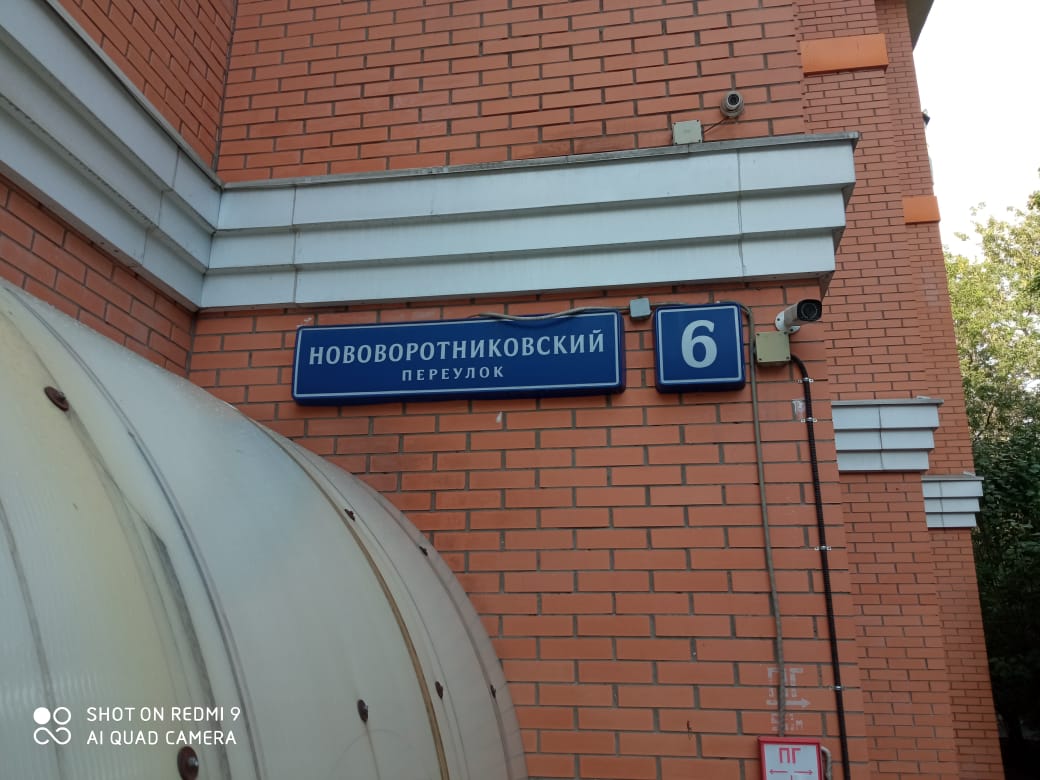 НОВОВОРОТНИКОВСКИЙ
ПЕРЕУЛОК
6
ПГ
SHOT ON REDMI 9
AI QUAD CAMERA